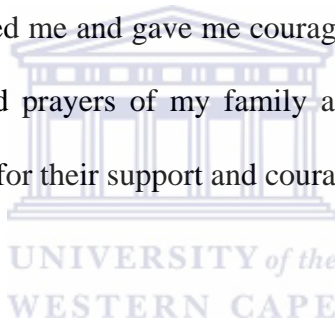 ed me and gave me courag
d prayers of my family a
for their support and coura
UNIVERSITY of the
WESTERN CAPE